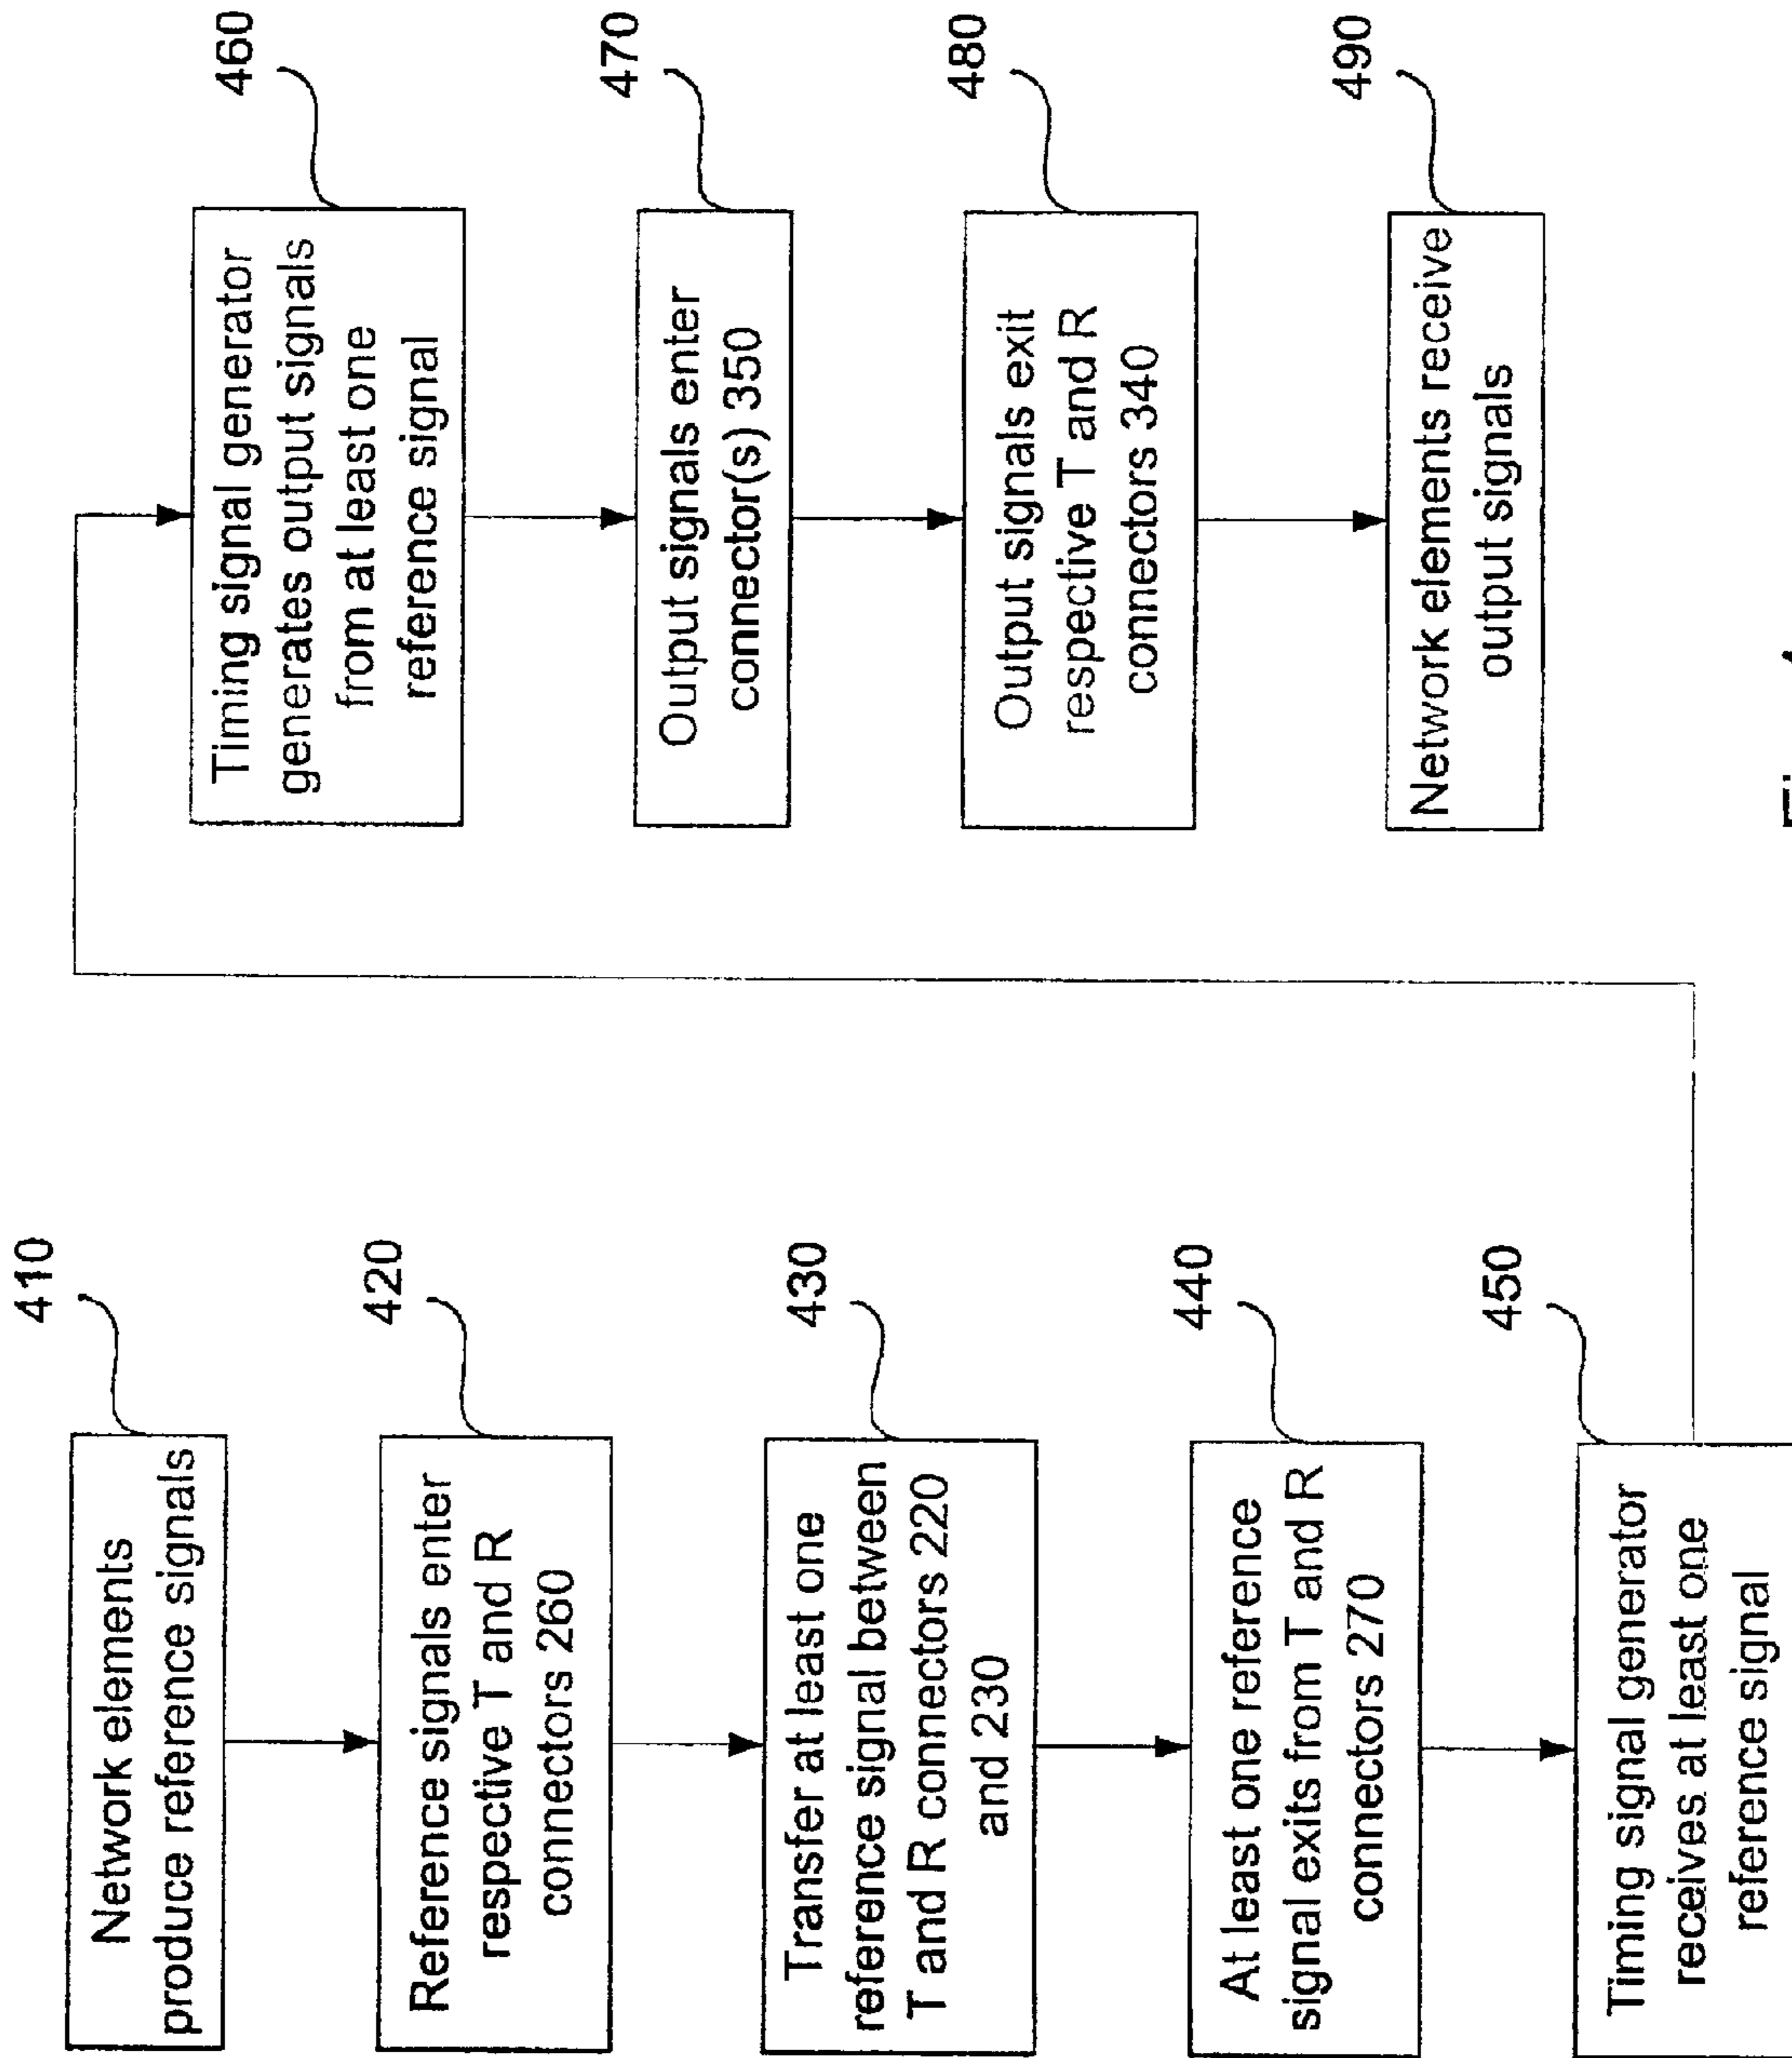 410
Network elements
produce reference signals
420
Reference signals enter
respective T and R
connectors 260
430
Transfer at least one
reference signal between
T and R connectors 220
and 230
440
At least one reference
signal exits from T and R
connectors 270
450
Timing signal generator
receives at least one
reference signal
460
Timing signal generator
generates output signals
from at least one
reference signal
470
Output signals enter
connector(s) 350
480
Output signals exit
respective T and R
connectors 340
490
Network elements receive
output signals